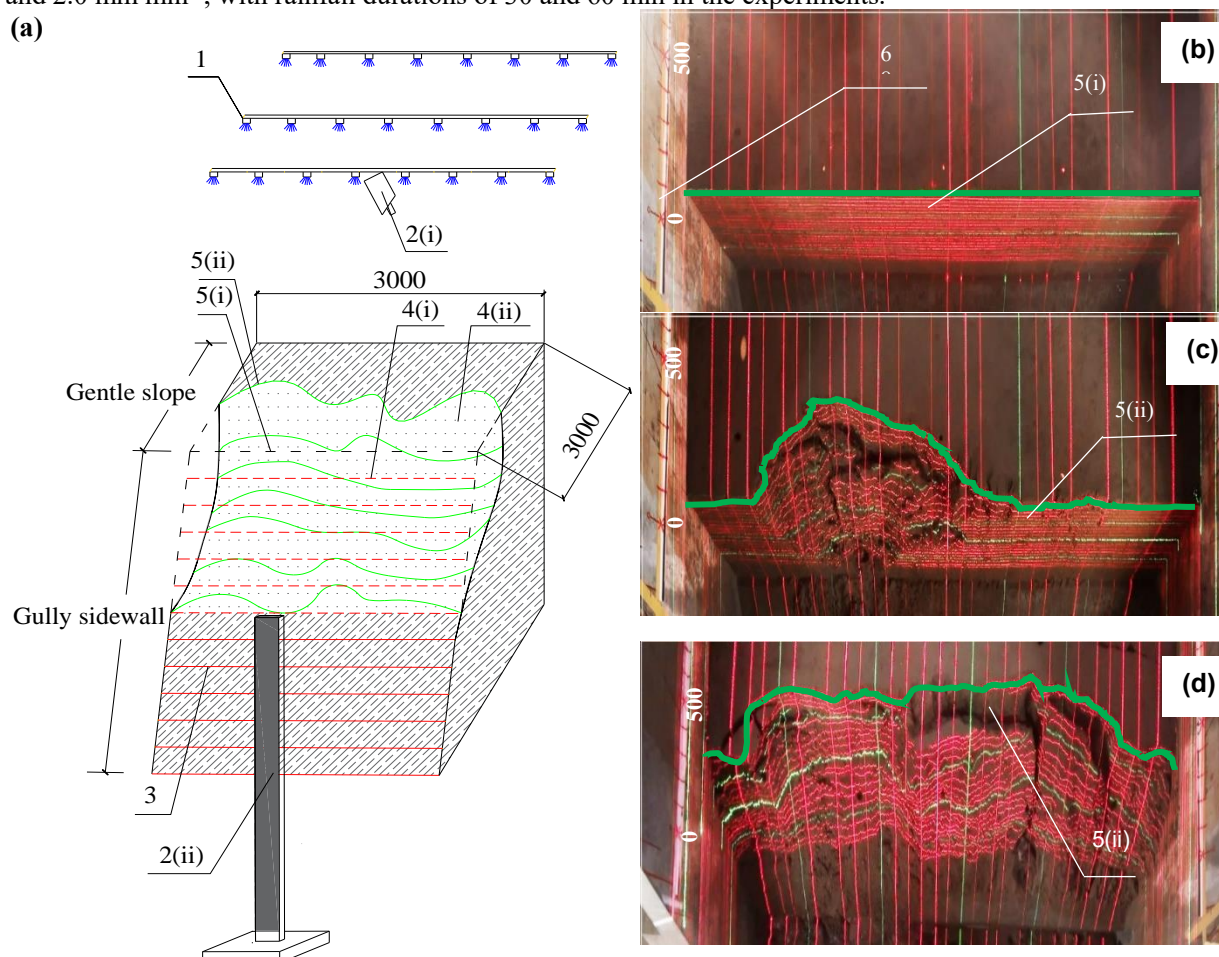 and 2.0 mm min⁻¹, with rainfall durations of 30 and 60 min in the experiments.
(a)
1
2(i)
5(ii)
5(i)
3000
4(i)
4(ii)
Gentle slope
3000
Gully sidewall
3
2(ii)
(b)
500
6
5(i)
0
(c)
500
5(ii)
0
(d)
500
0
5(ii)